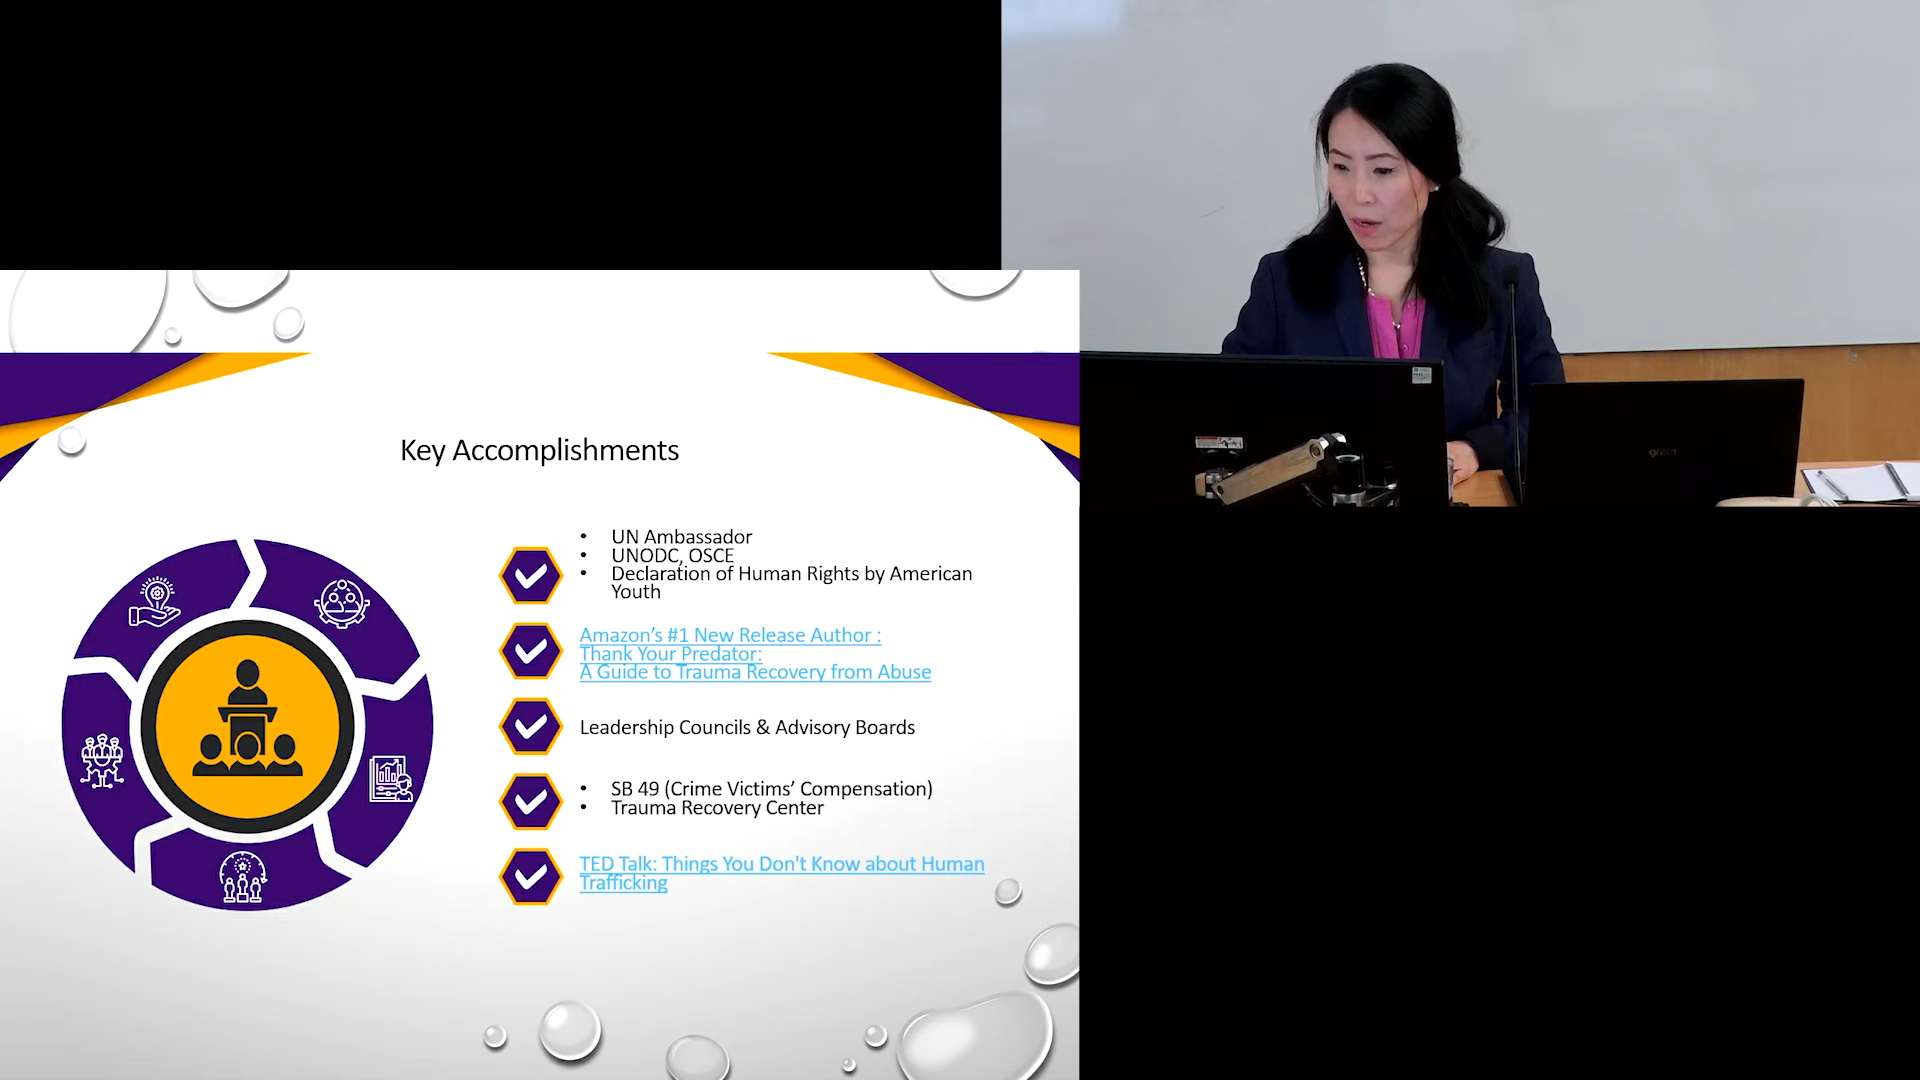 Key Accomplishments
• UN Ambassador
• UNODC, OSCE
• Declaration of Human Rights by American
Youth
Amazon’s #1 New Release Author :
Thank Your Predator:
A Guide to Trauma Recovery from Abuse
Leadership Councils & Advisory Boards
• SB 49 (Crime Victims’ Compensation)
• Trauma Recovery Center
TED Talk: Things You Don't Know about Human
Trafficking
gram